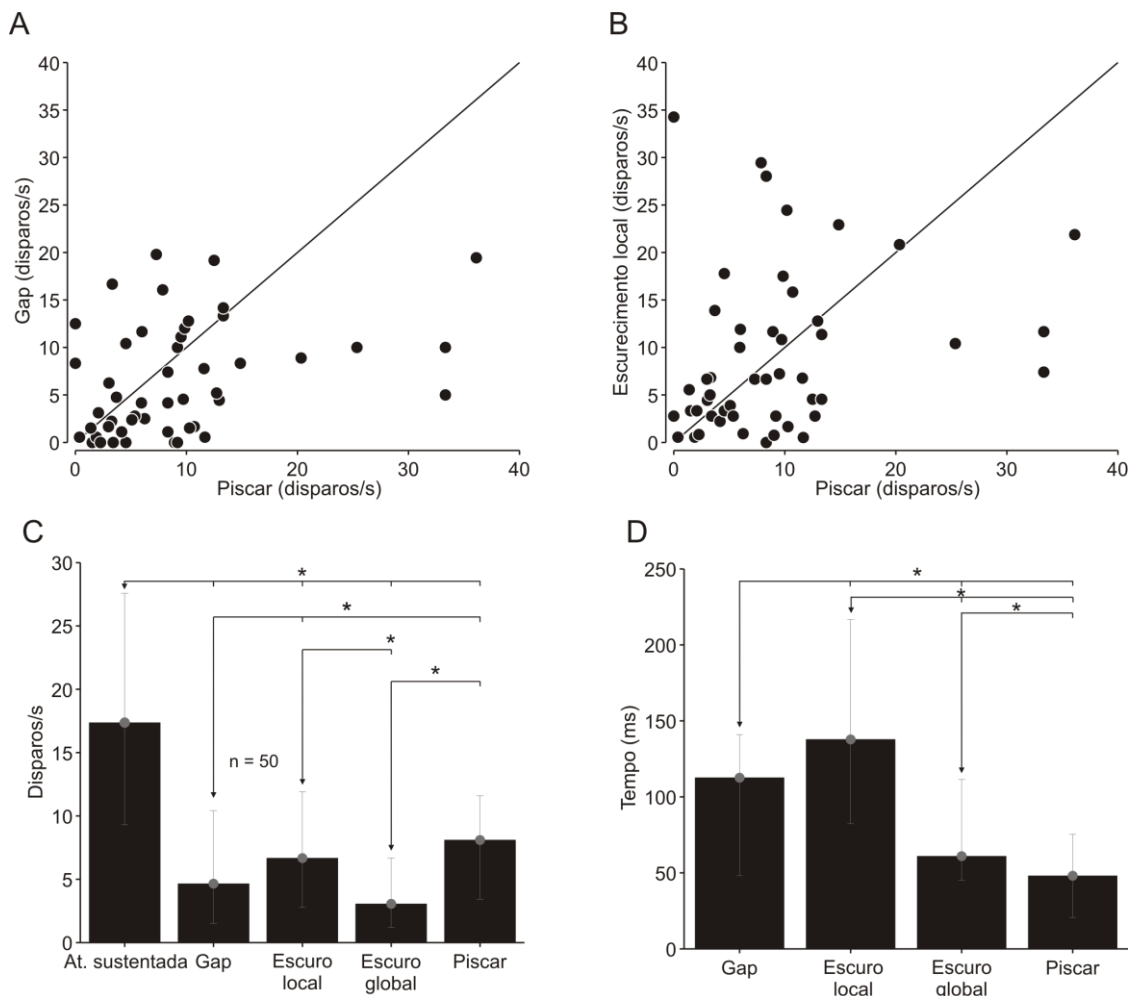 A
40
35
30
25
20
15
10
5
0
Gap (disparos/s)
0
10
20
30
40
Piscar (disparos/s)
B
40
35
30
25
20
15
10
5
0
Escurecimento local (disparos/s)
0
10
20
30
40
Piscar (disparos/s)
C
30
25
20
15
10
5
0
Disparos/s
*
*
*
*
n = 50
At. sustentada
Gap
Escuro
local
Escuro
global
Piscar
D
250
200
150
100
50
0
Tempo (ms)
*
*
*
Gap
Escuro
local
Escuro
global
Piscar